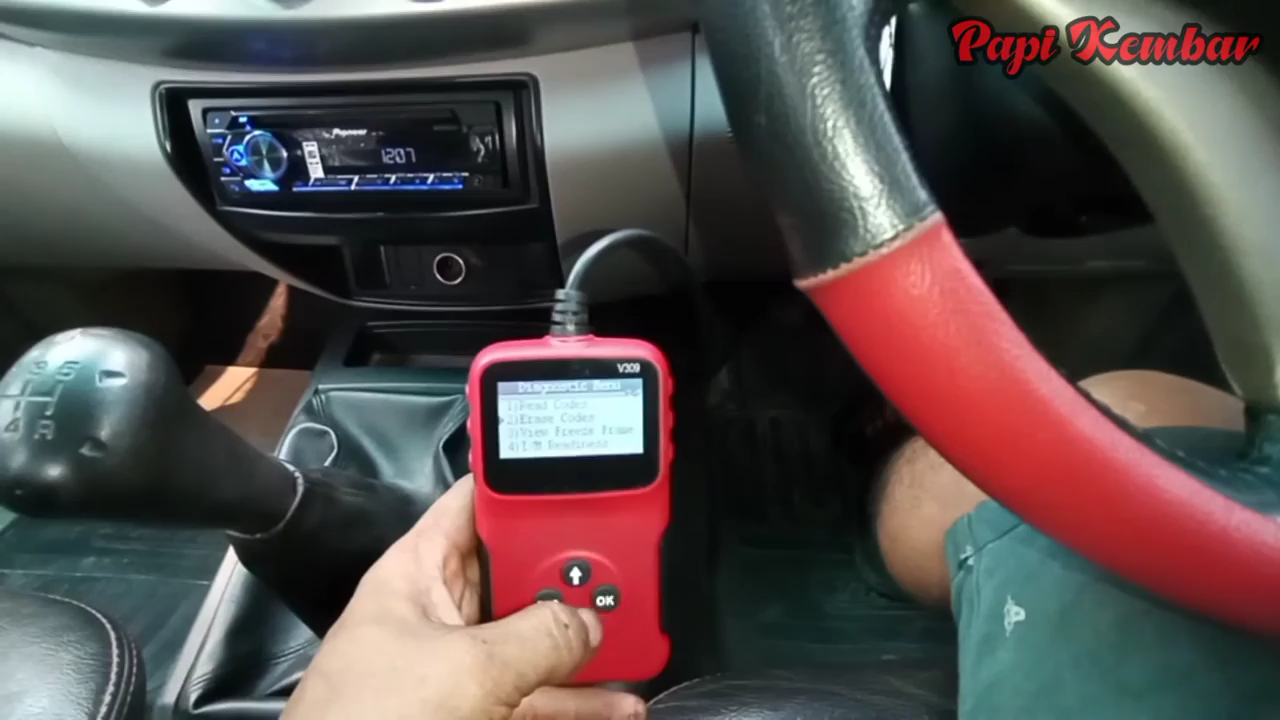 Papi Kembar
Pioneer
1207
V309
Diagnostic Menu
1)Read Codes
2)Erase Codes
3)View Freeze Frame
4)I/M Readiness
OK